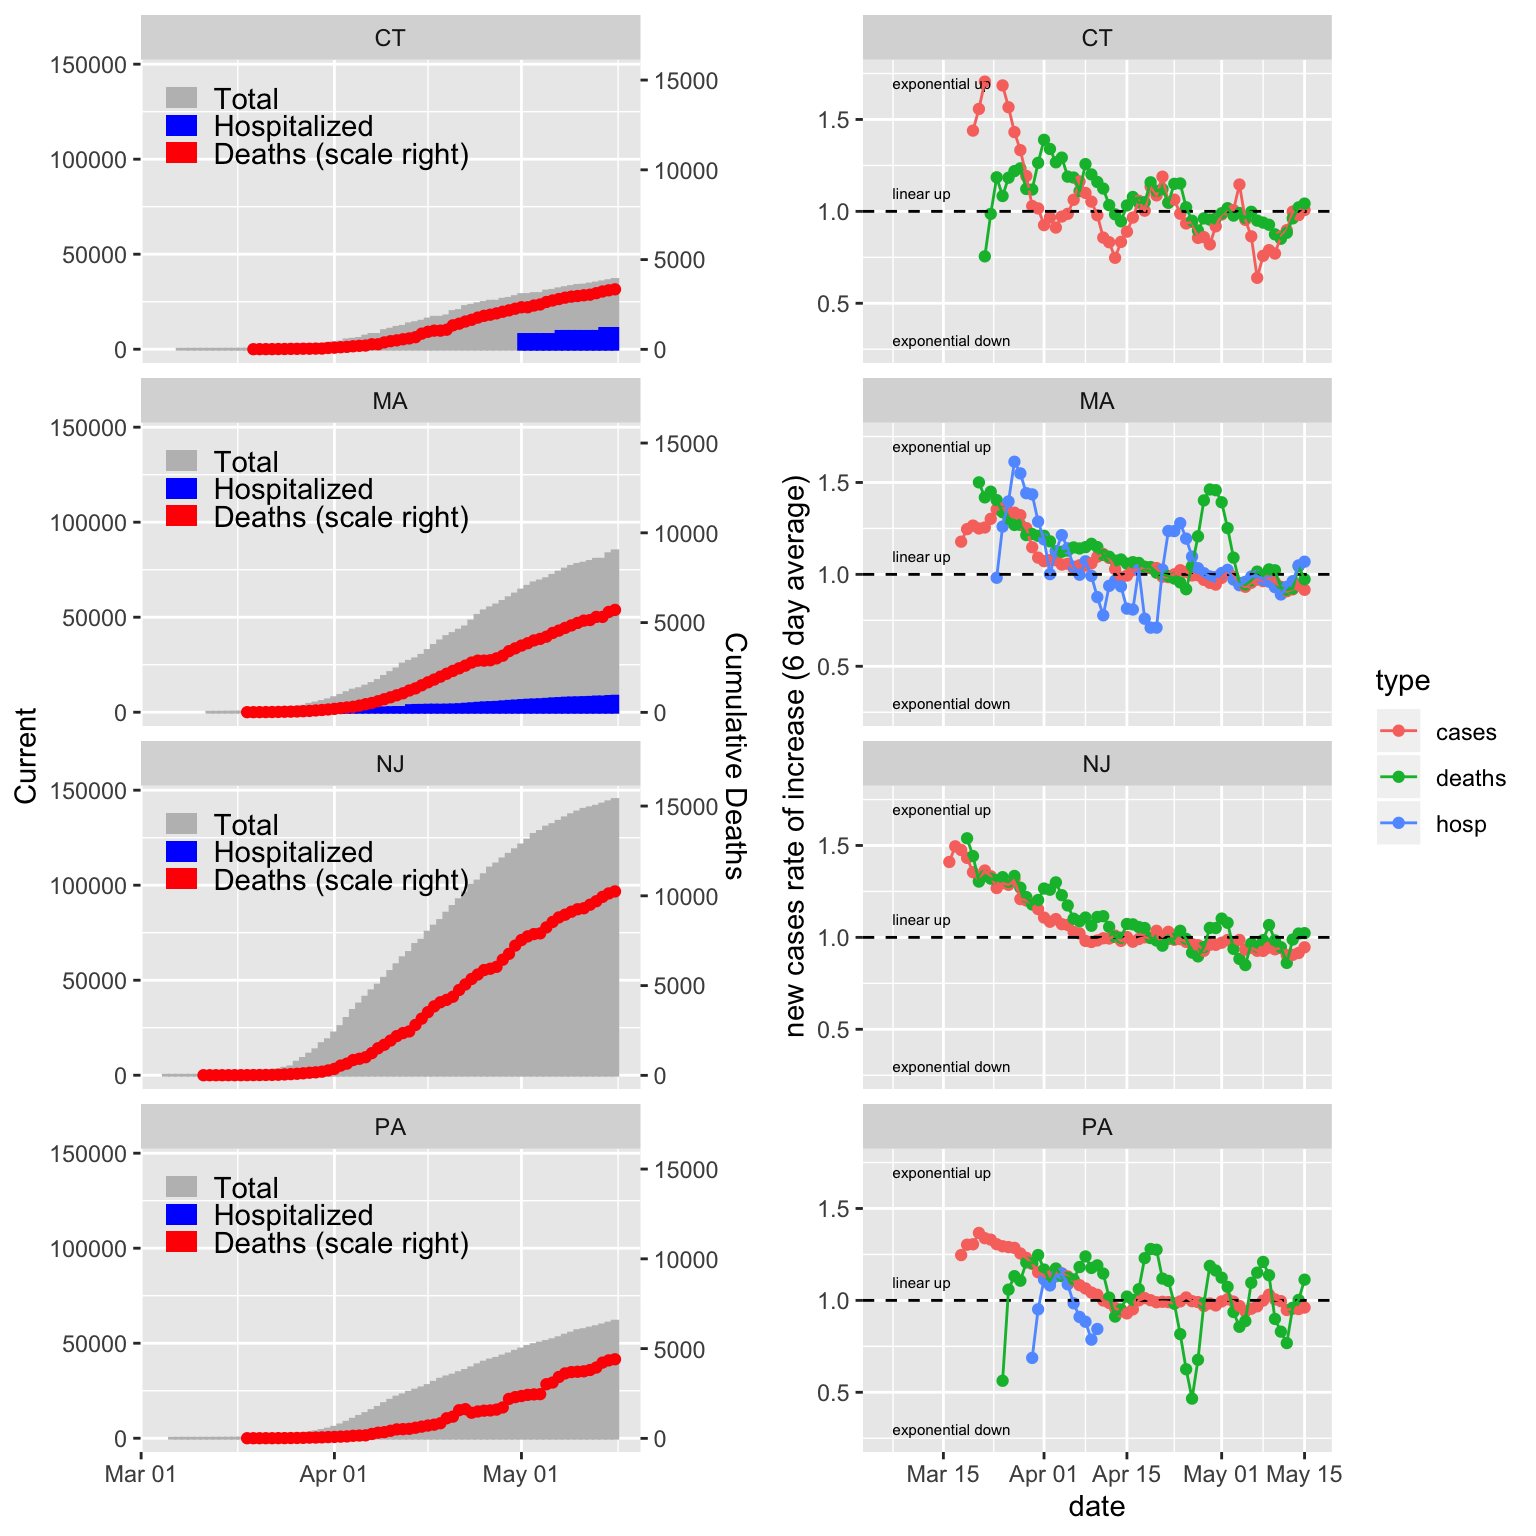 CT
150000
100000
50000
0
Total
Hospitalized
Deaths (scale right)
15000
10000
5000
0
MA
150000
100000
50000
0
Total
Hospitalized
Deaths (scale right)
15000
10000
5000
0
NJ
150000
100000
50000
0
Total
Hospitalized
Deaths (scale right)
15000
10000
5000
0
PA
150000
100000
50000
0
Total
Hospitalized
Deaths (scale right)
15000
10000
5000
0
Mar 01 Apr 01 May 01
Current
Cumulative Deaths
CT
1.5
1.0
0.5
exponential up
linear up
exponential down
MA
1.5
1.0
0.5
exponential up
linear up
exponential down
NJ
1.5
1.0
0.5
exponential up
linear up
exponential down
PA
1.5
1.0
0.5
exponential up
linear up
exponential down
Mar 15 Apr 01 Apr 15 May 01 May 15
date
new cases rate of increase (6 day average)
type
cases
deaths
hosp